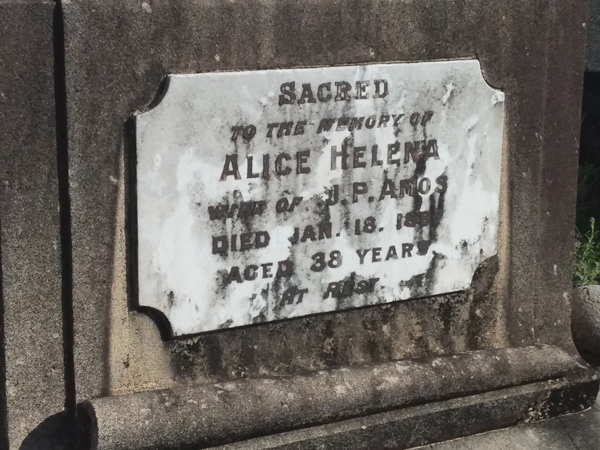 SACRED
TO THE MEMORY OF
ALICE HELENA
WIFE OF J. P. AMOS
DIED JAN. 18.
AGED 38 YEARS
AT REST.